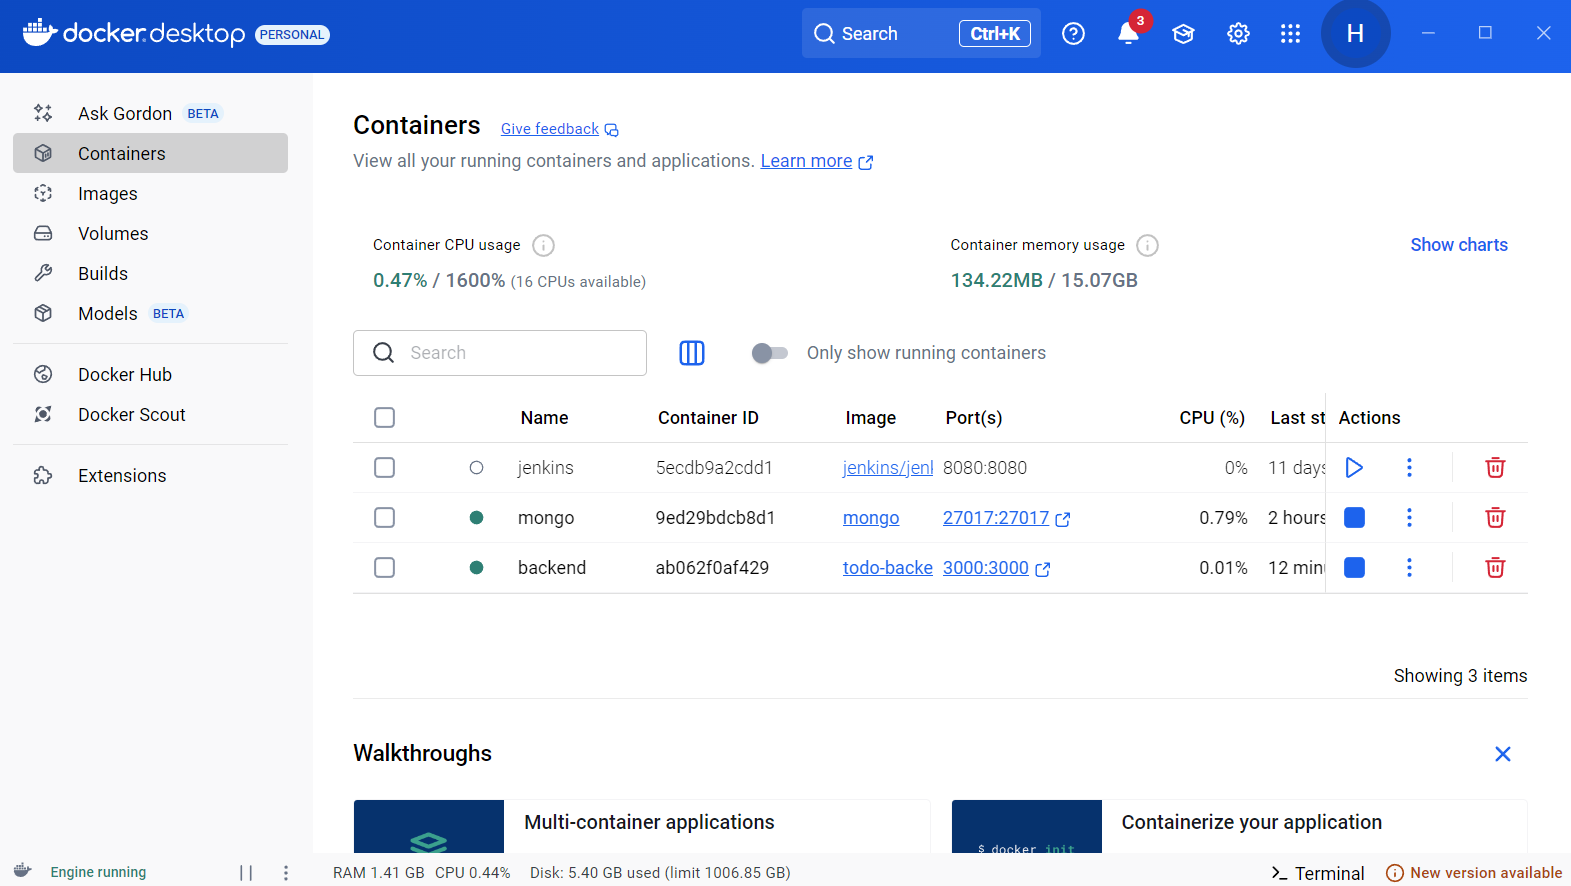 docker.desktop PERSONAL Search Ctrl+K 3 H
Ask Gordon BETA
Containers
Images
Volumes
Builds
Models BETA
Docker Hub
Docker Scout
Extensions
Containers Give feedback
View all your running containers and applications. Learn more
Container CPU usage
0.47% / 1600% (16 CPUs available)
Container memory usage
134.22MB / 15.07GB
Show charts
Search
Only show running containers
Name Container ID Image Port(s) CPU (%) Last st Actions
jenkins 5ecdb9a2cdd1 jenkins/jenk 8080:8080 0% 11 days
mongo 9ed29bdcb8d1 mongo 27017:27017 0.79% 2 hours
backend ab062f0af429 todo-backe 3000:3000 0.01% 12 min
Showing 3 items
Walkthroughs
Multi-container applications
$ docker init
Containerize your application
Engine running
RAM 1.41 GB CPU 0.44% Disk: 5.40 GB used (limit 1006.85 GB)
Terminal
New version available